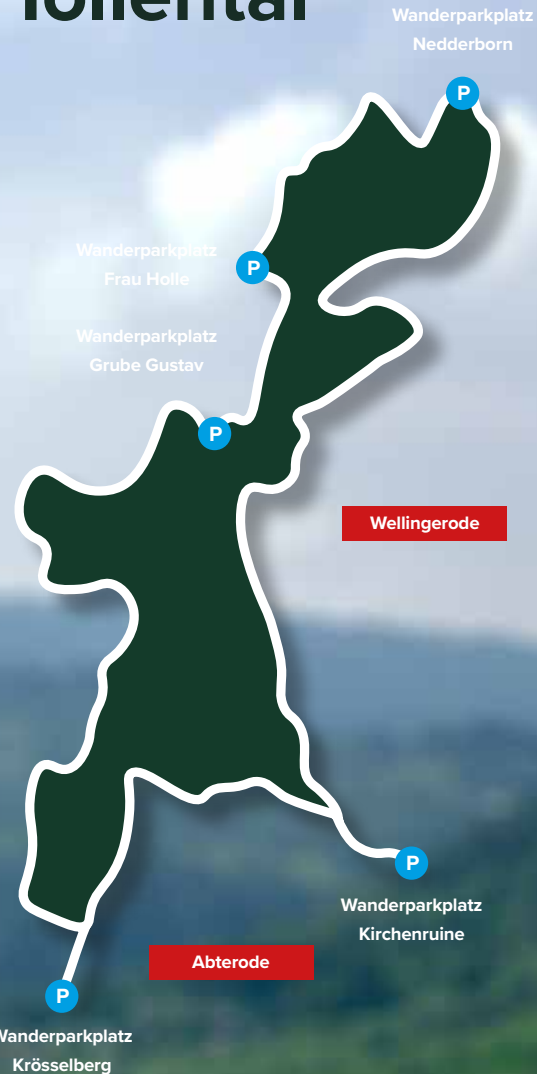 Wanderparkplatz
Nedderborn
P
Wanderparkplatz
Frau Holle
P
Wanderparkplatz
Grube Gustav
P
Wellingerode
P
Wanderparkplatz
Kirchenruine
Abterode
P
Wanderparkplatz
Krösselberg